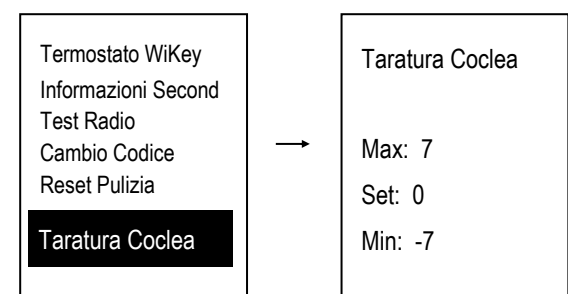 Termostato WiKey
Informazioni Second
Test Radio
Cambio Codice
Reset Pulizia
Taratura Coclea
Taratura Coclea
Max: 7
Set: 0
Min: -7